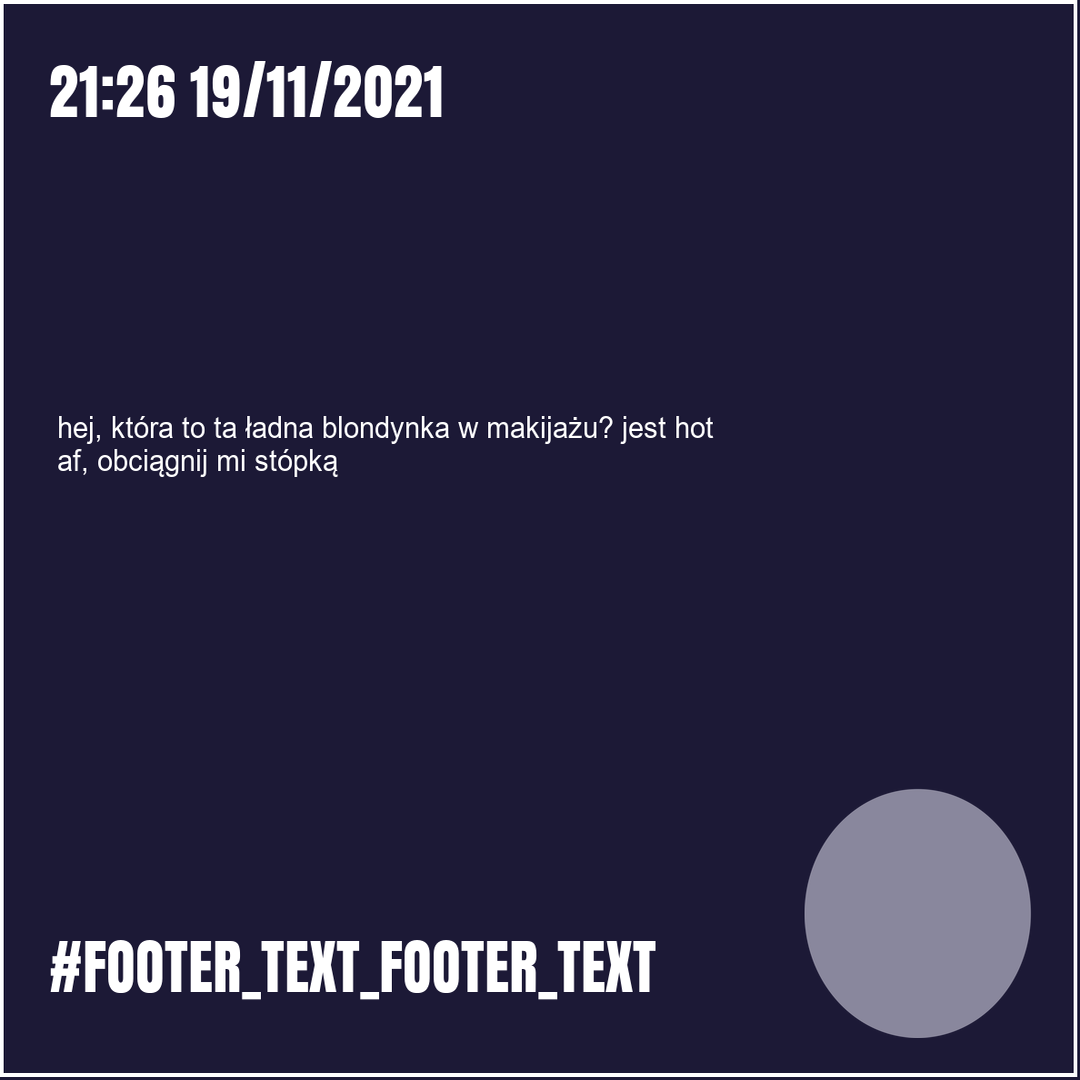 21:26 19/11/2021
hej, która to ta ładna blondynka w makijażu? jest hot
af, obciągnij mi stópką
#FOOTER_TEXT_FOOTER_TEXT